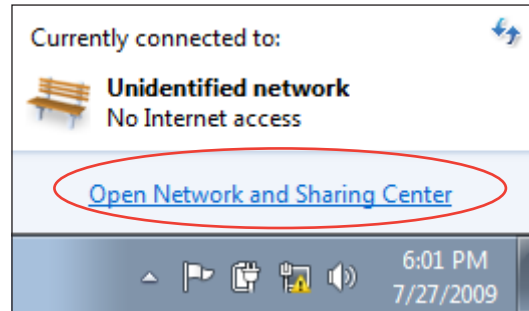 Currently connected to:
Unidentified network
No Internet access
Open Network and Sharing Center
6:01 PM
7/27/2009